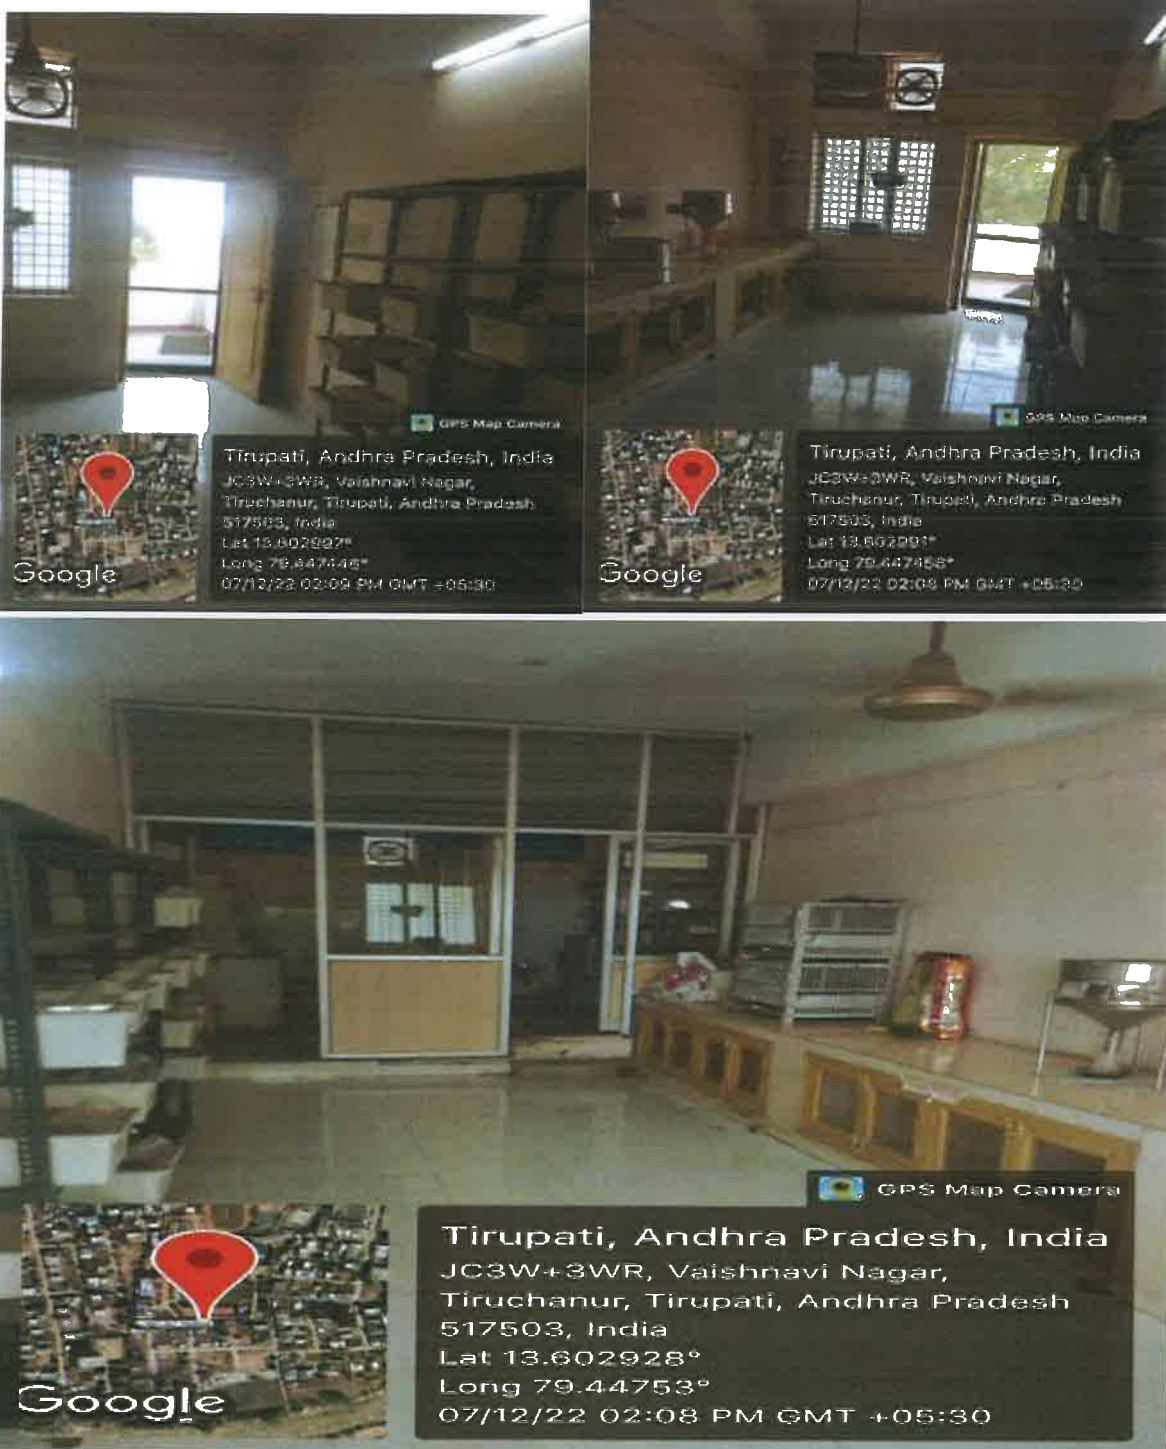 GPS Map Camera
Tirupati, Andhra Pradesh, India
JC3W+3WR, Vaishnavi Nagar,
Tiruchanur, Tirupati, Andhra Pradesh
517503, India
Lat 13.602992°
Long 79.447446°
07/12/22 02:09 PM GMT +05:30
Google
GPS Map Camera
Tirupati, Andhra Pradesh, India
JC3W+3WR, Vaishnavi Nagar,
Tiruchanur, Tirupati, Andhra Pradesh
517503, India
Lat 13.602991°
Long 79.447458°
07/12/22 02:08 PM GMT +05:30
Google
GPS Map Camera
Tirupati, Andhra Pradesh, India
JC3W+3WR, Vaishnavi Nagar,
Tiruchanur, Tirupati, Andhra Pradesh
517503, India
Lat 13.602928°
Long 79.44753°
07/12/22 02:08 PM GMT +05:30
Google